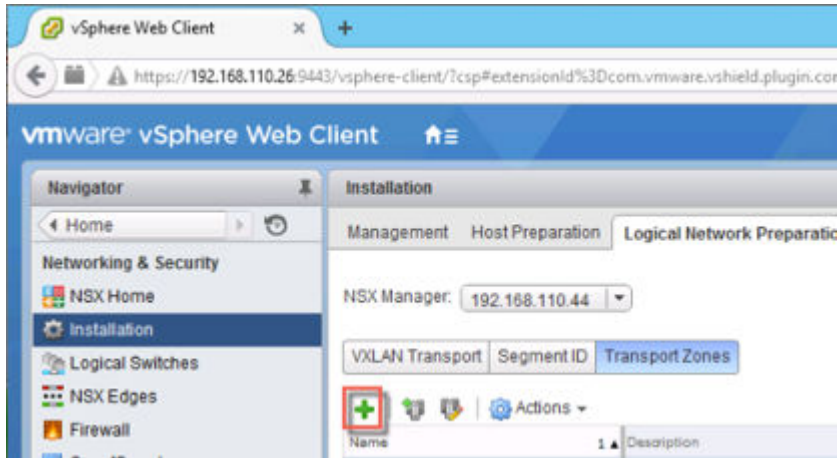 vSphere Web Client
https://192.168.110.26:9443/vsphere-client/?csp#extensionId%3Dcom.vmware.vshield.plugin.con
vmware® vSphere Web Client
Navigator
Home
Networking & Security
NSX Home
Installation
Logical Switches
NSX Edges
Firewall
Installation
Management Host Preparation Logical Network Preparatio
NSX Manager: 192.168.110.44
VXLAN Transport Segment ID Transport Zones
Actions
Name 1 Description